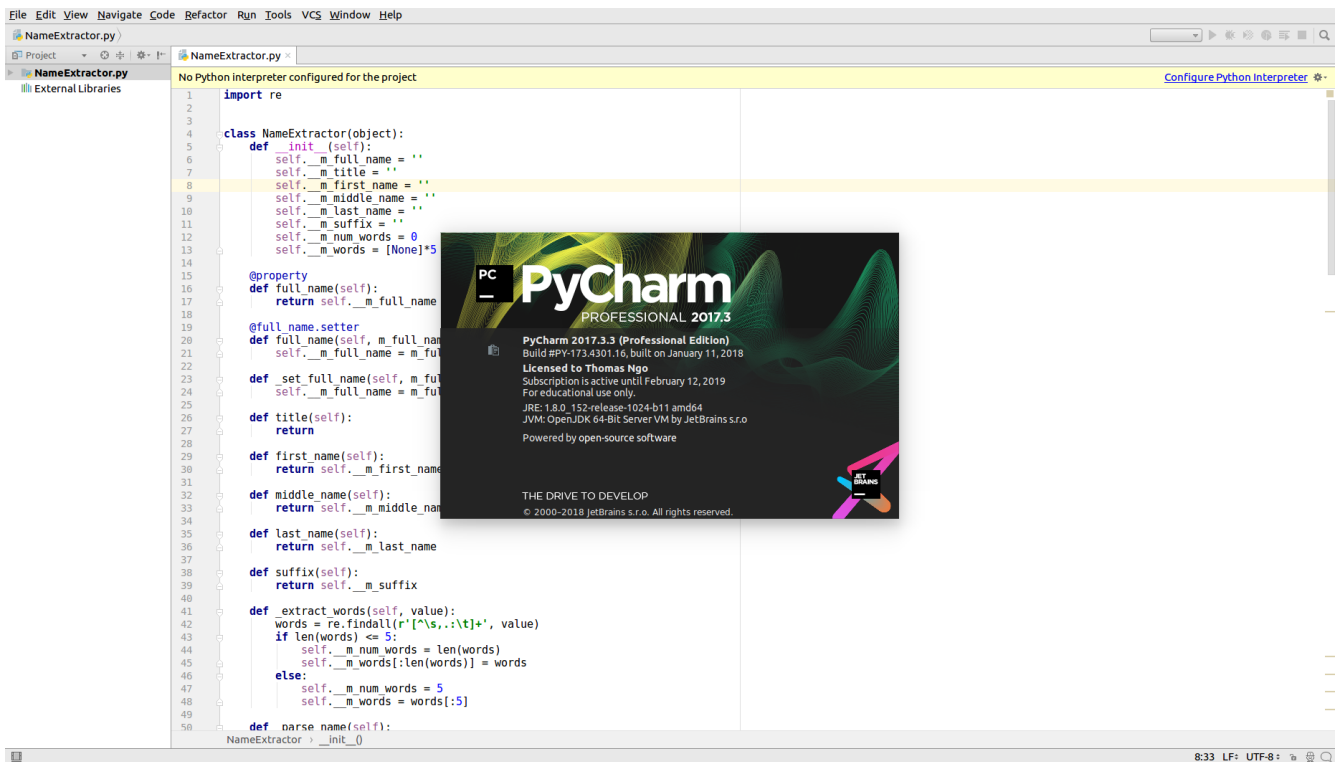 File Edit View Navigate Code Refactor Run Tools VCS Window Help
NameExtractor.py
Project
NameExtractor.py
NameExtractor.py
External Libraries
No Python interpreter configured for the project
Configure Python Interpreter
1 import re
2
3
4 class NameExtractor(object):
5 def __init__(self):
6 self.__m_full_name = ''
7 self.__m_title = ''
8 self.__m_first_name = ''
9 self.__m_middle_name = ''
10 self.__m_last_name = ''
11 self.__m_suffix = ''
12 self.__m_num_words = 0
13 self.__m_words = [None]*5
14
15 @property
16 def full_name(self):
17 return self.__m_full_name
18
19 @full_name.setter
20 def full_name(self, m_full_nam
21 self.__m_full_name = m_ful
22
23 def _set_full_name(self, m_ful
24 self.__m_full_name = m_ful
25
26 def title(self):
27 return
28
29 def first_name(self):
30 return self.__m_first_name
31
32 def middle_name(self):
33 return self.__m_middle_nam
34
35 def last_name(self):
36 return self.__m_last_name
37
38 def suffix(self):
39 return self.__m_suffix
40
41 def _extract_words(self, value):
42 words = re.findall(r'[^\s,.:\t]+', value)
43 if len(words) <= 5:
44 self.__m_num_words = len(words)
45 self.__m_words[:len(words)] = words
46 else:
47 self.__m_num_words = 5
48 self.__m_words = words[:5]
49
50 def _parse_name(self):
PC
PyCharm
PROFESSIONAL 2017.3
PyCharm 2017.3.3 (Professional Edition)
Build #PY-173.4301.16, built on January 11, 2018
Licensed to Thomas Ngo
Subscription is active until February 12, 2019
For educational use only.
JRE: 1.8.0_152-release-1024-b11 amd64
JVM: OpenJDK 64-Bit Server VM by JetBrains s.r.o
Powered by open-source software
JET
BRAINS
THE DRIVE TO DEVELOP
© 2000–2018 JetBrains s.r.o. All rights reserved.
NameExtractor › __init__()
8:33 LF UTF-8